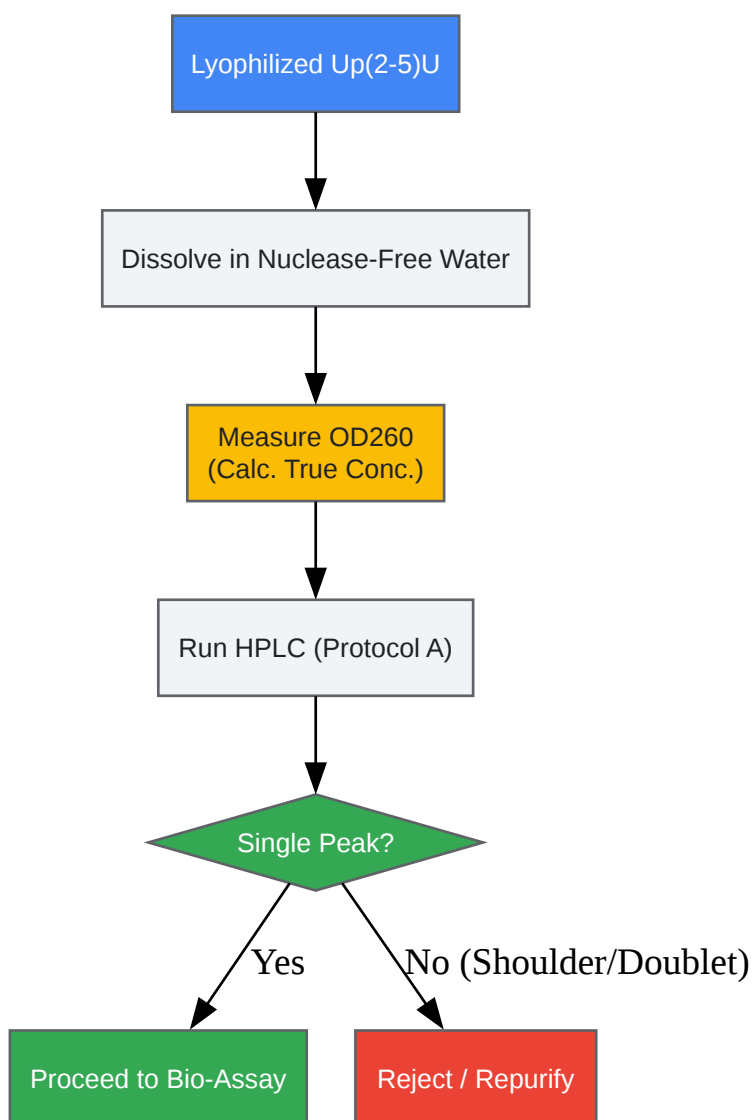 Lyophilized Up(2-5)U
Dissolve in Nuclease-Free Water
Measure OD260
(Calc. True Conc.)
Run HPLC (Protocol A)
Single Peak?
Yes
No (Shoulder/Doublet)
Proceed to Bio-Assay
Reject / Repurify